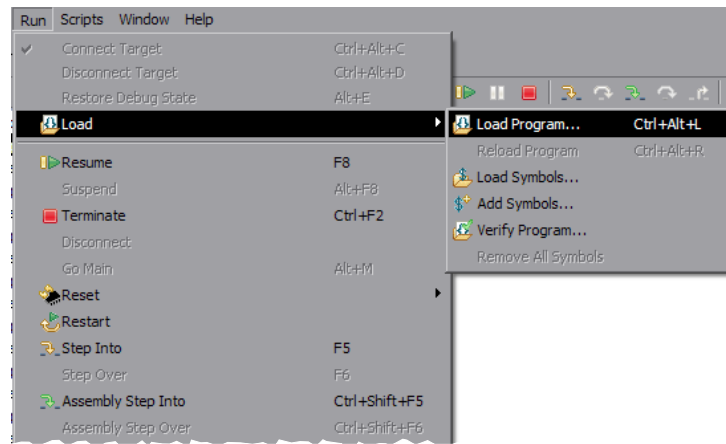 Run Scripts Window Help
Connect Target Ctrl+Alt+C
Disconnect Target Ctrl+Alt+D
Restore Debug State Alt+E
Load
Load Program... Ctrl+Alt+L
Reload Program Ctrl+Alt+R
Load Symbols...
Add Symbols...
Verify Program...
Remove All Symbols
Resume F8
Suspend Alt+F8
Terminate Ctrl+F2
Disconnect
Go Main Alt+M
Reset
Restart
Step Into F5
Step Over F6
Assembly Step Into Ctrl+Shift+F5
Assembly Step Over Ctrl+Shift+F6